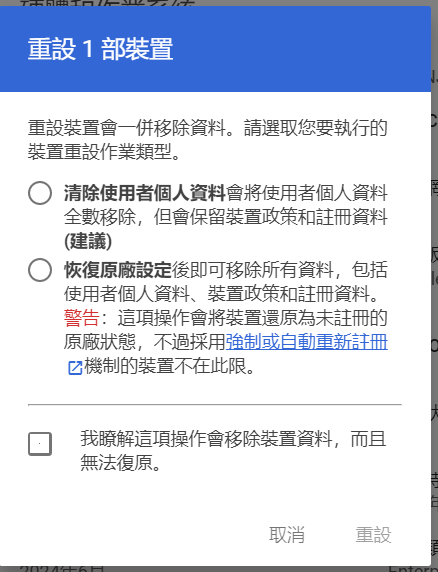 重設 1 部裝置
重設裝置會一併移除資料。請選取您要執行的
裝置重設作業類型。
清除使用者個人資料會將使用者個人資料
全數移除，但會保留裝置政策和註冊資料
(建議)
恢復原廠設定後即可移除所有資料，包括
使用者個人資料、裝置政策和註冊資料。
警告：這項操作會將裝置還原為未註冊的
原廠狀態，不過採用強制或自動重新註冊
機制的裝置不在此限。
我瞭解這項操作會移除裝置資料，而且
無法復原。
取消 重設